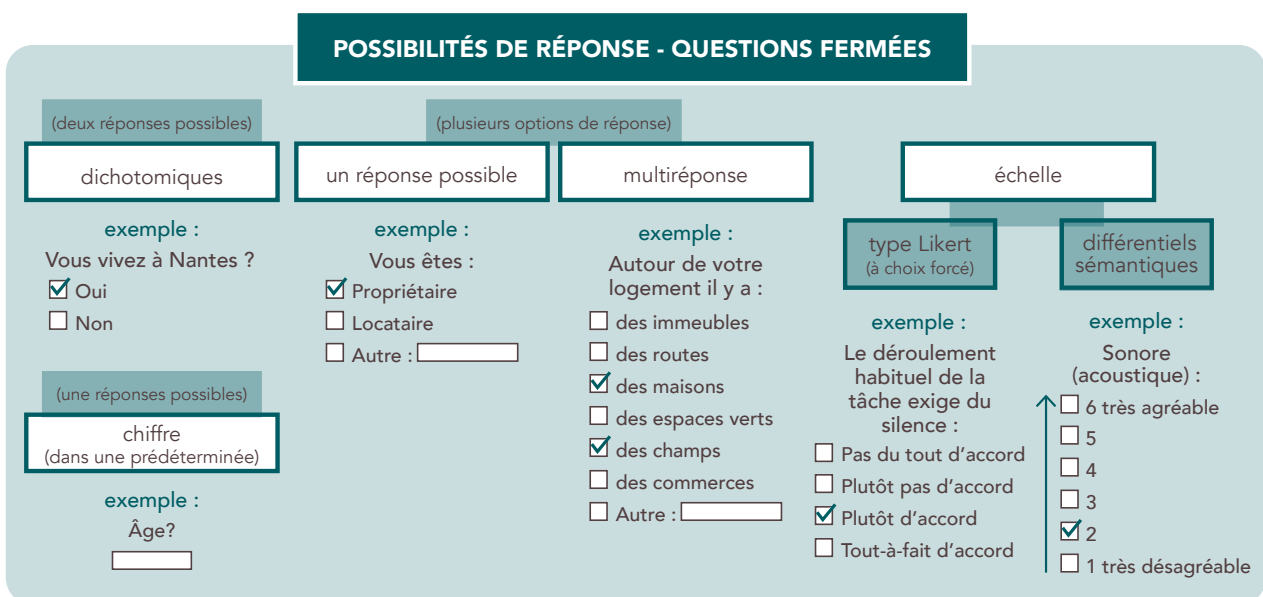 POSSIBILITÉS DE RÉPONSE - QUESTIONS FERMÉES
(deux réponses possibles)
dichotomiques
exemple :
Vous vivez à Nantes ?
Oui
Non
(une réponses possibles)
chiffre
(dans une prédéterminée)
exemple :
Âge?
(plusieurs options de réponse)
un réponse possible
exemple :
Vous êtes :
Propriétaire
Locataire
Autre :
multiréponse
exemple :
Autour de votre
logement il y a :
des immeubles
des routes
des maisons
des espaces verts
des champs
des commerces
Autre :
échelle
type Likert
(à choix forcé)
exemple :
Le déroulement
habituel de la
tâche exige du
silence :
Pas du tout d'accord
Plutôt pas d'accord
Plutôt d'accord
Tout-à-fait d'accord
différentiels
sémantiques
exemple :
Sonore
(acoustique) :
6 très agréable
5
4
3
2
1 très désagréable